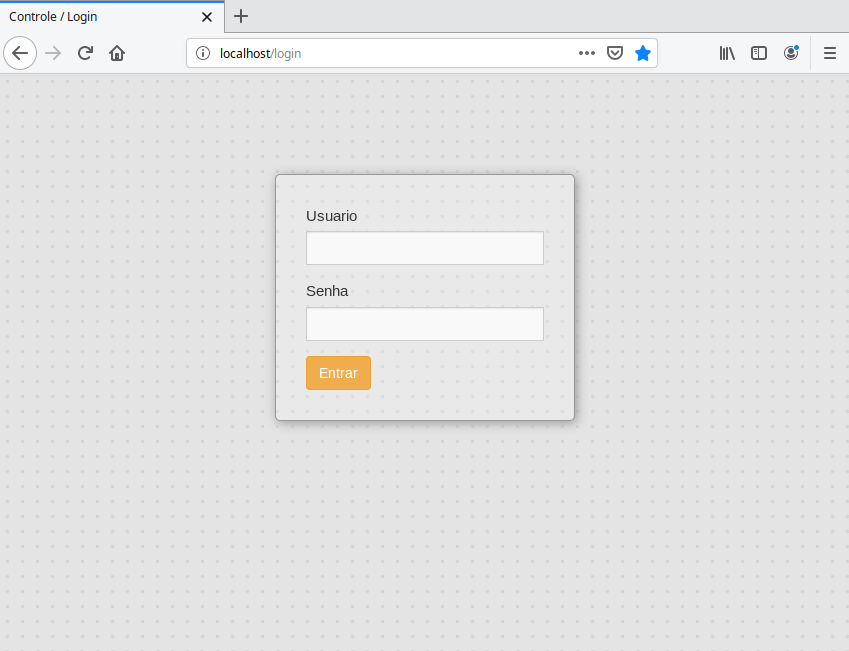 Controle / Login
localhost/login
Usuario
Senha
Entrar